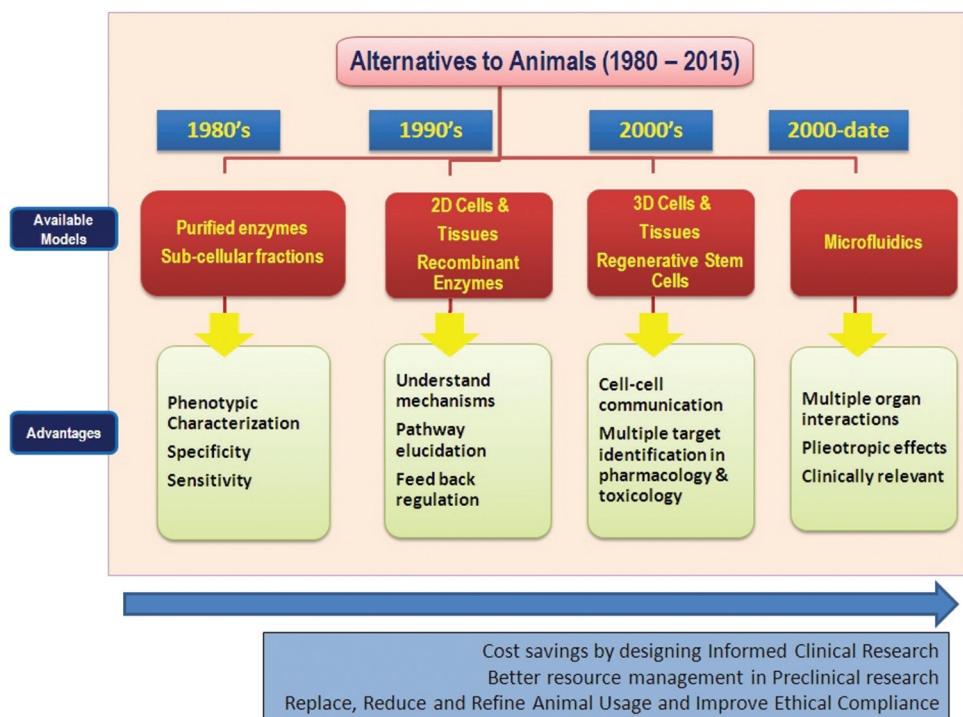 Alternatives to Animals (1980 – 2015)
1980's
1990's
2000's
2000-date
Available
Models
Purified enzymes
Sub-cellular fractions
2D Cells &
Tissues
Recombinant
Enzymes
3D Cells &
Tissues
Regenerative Stem
Cells
Microfluidics
Advantages
Phenotypic
Characterization
Specificity
Sensitivity
Understand
mechanisms
Pathway
elucidation
Feed back
regulation
Cell-cell
communication
Multiple target
identification in
pharmacology &
toxicology
Multiple organ
interactions
Plieotropic effects
Clinically relevant
Cost savings by designing Informed Clinical Research
Better resource management in Preclinical research
Replace, Reduce and Refine Animal Usage and Improve Ethical Compliance